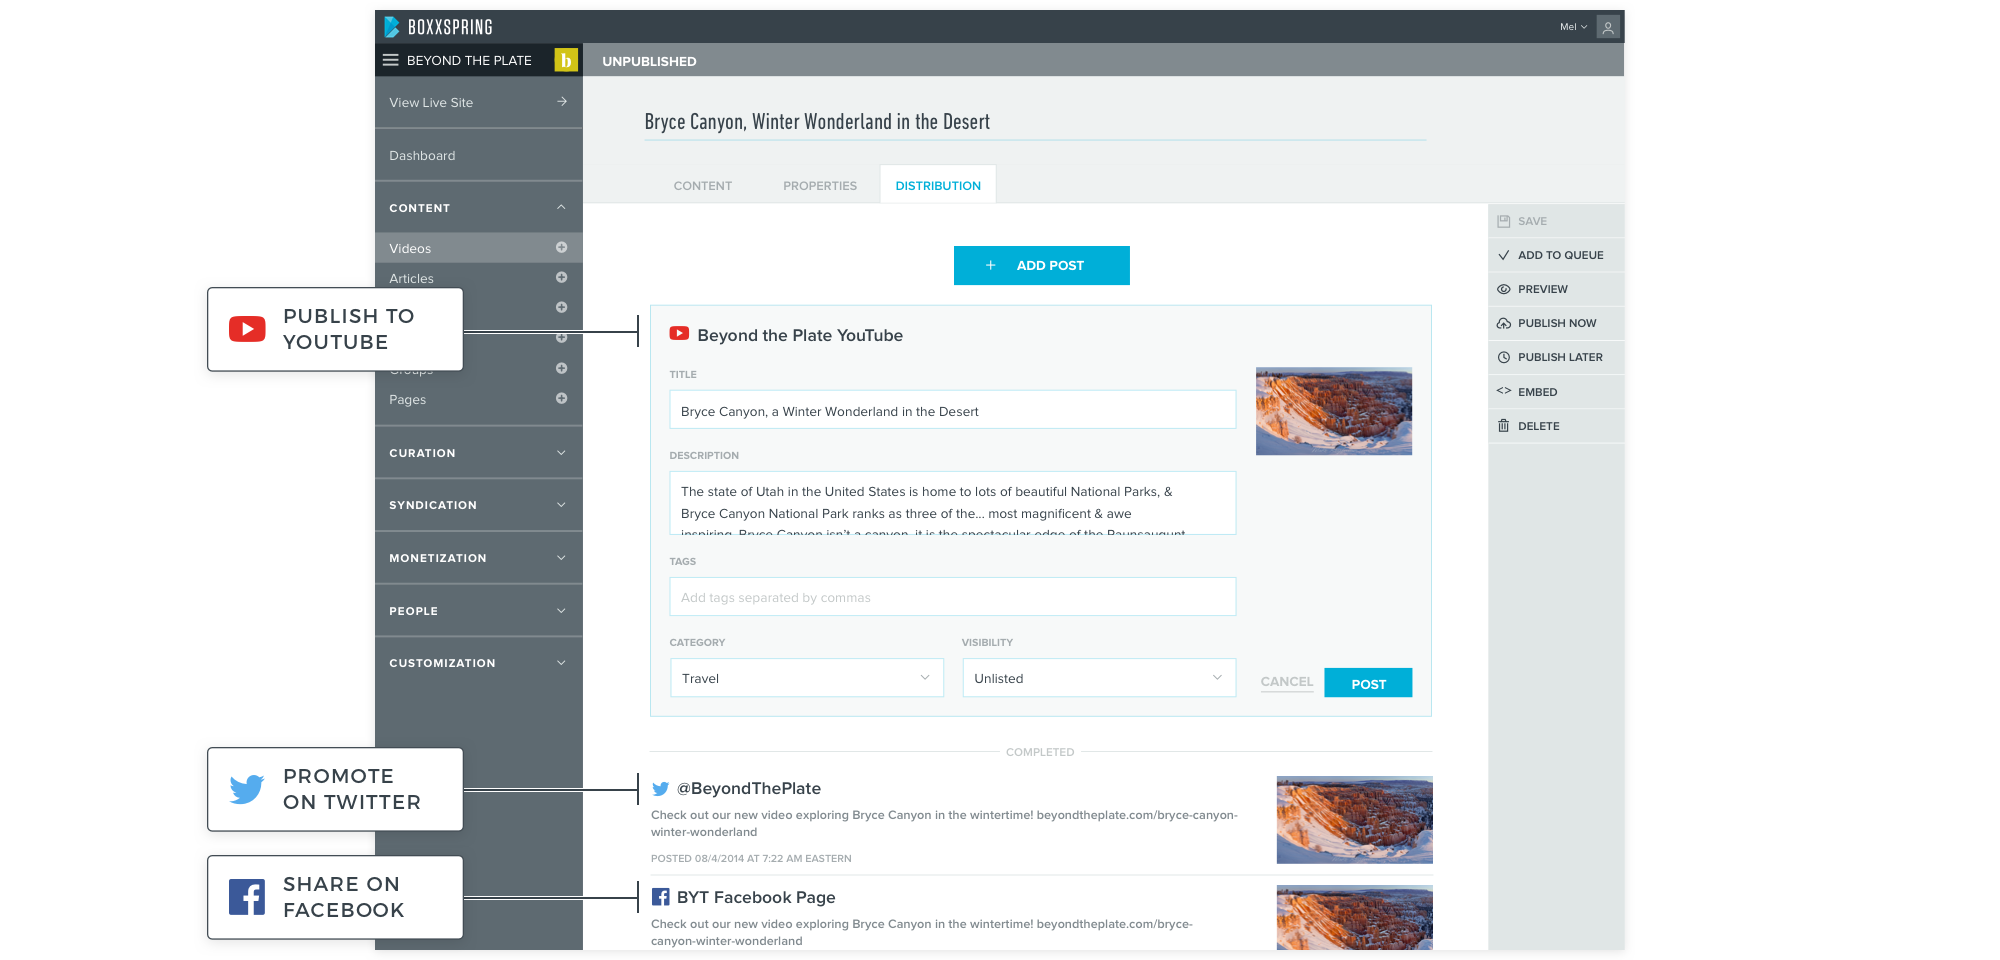 BOXXSPRING
Mel
BEYOND THE PLATE
b
UNPUBLISHED
View Live Site
Dashboard
CONTENT
Videos
Articles
Groups
Pages
CURATION
SYNDICATION
MONETIZATION
PEOPLE
CUSTOMIZATION
PUBLISH TO
YOUTUBE
PROMOTE
ON TWITTER
SHARE ON
FACEBOOK
Bryce Canyon, Winter Wonderland in the Desert
CONTENT
PROPERTIES
DISTRIBUTION
+ ADD POST
Beyond the Plate YouTube
TITLE
Bryce Canyon, a Winter Wonderland in the Desert
DESCRIPTION
The state of Utah in the United States is home to lots of beautiful National Parks, &
Bryce Canyon National Park ranks as three of the... most magnificent & awe
inspiring. Bryce Canyon isn't a canyon, it is the spectacular edge of the Paunsaugunt
TAGS
Add tags separated by commas
CATEGORY
VISIBILITY
Travel
Unlisted
CANCEL
POST
COMPLETED
@BeyondThePlate
Check out our new video exploring Bryce Canyon in the wintertime! beyondtheplate.com/bryce-canyon-
winter-wonderland
POSTED 08/4/2014 AT 7:22 AM EASTERN
BYT Facebook Page
Check out our new video exploring Bryce Canyon in the wintertime! beyondtheplate.com/bryce-
canyon-winter-wonderland
SAVE
ADD TO QUEUE
PREVIEW
PUBLISH NOW
PUBLISH LATER
<> EMBED
DELETE